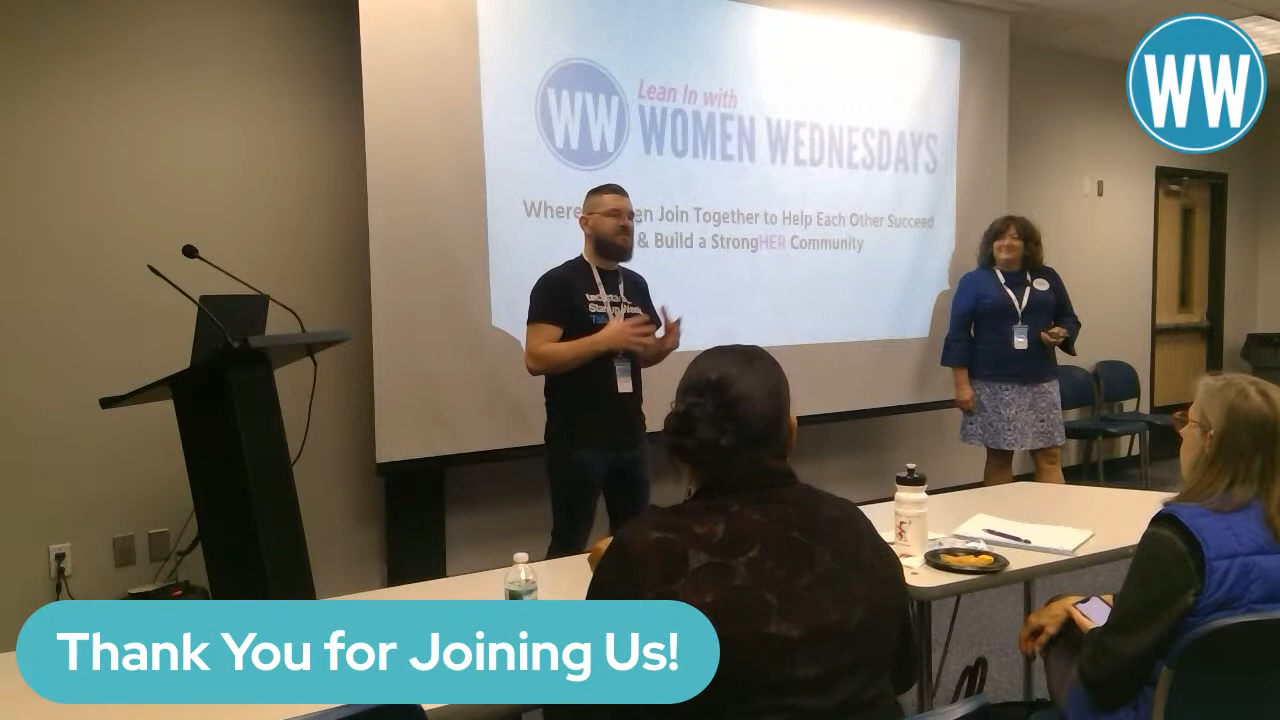 WW
WW
Lean In with
WOMEN WEDNESDAYS
Where en Join Together to Help Each Other Succeed
& Build a StrongHER Community
Thank You for Joining Us!